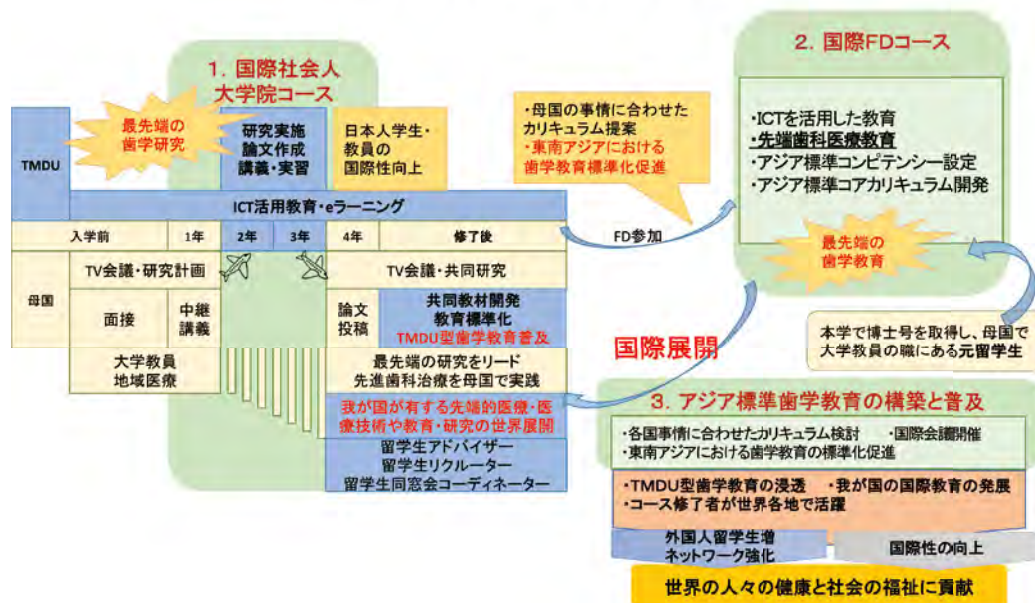 1. 国際社会人
大学院コース
TMDU
最先端の
歯学研究
研究実施
論文作成
講義・実習
日本人学生・
教員の
国際性向上
ICT活用教育・eラーニング
入学前
1年
2年
3年
4年
修了後
母国
TV会議・研究計画
TV会議・共同研究
面接
中継
講義
論文
投稿
共同教材開発
教育標準化
TMDU型歯学教育普及
大学教員
地域医療
最先端の研究をリード
先進歯科治療を母国で実践
我が国が有する先端的医療・医
療技術や教育・研究の世界展開
留学生アドバイザー
留学生リクルーター
留学生同窓会コーディネーター
・母国の事情に合わせた
カリキュラム提案
・東南アジアにおける
歯学教育標準化促進
FD参加
2. 国際FDコース
・ICTを活用した教育
・先端歯科医療教育
・アジア標準コンピテンシー設定
・アジア標準コアカリキュラム開発
最先端の
歯学教育
本学で博士号を取得し、母国で
大学教員の職にある元留学生
国際展開
3. アジア標準歯学教育の構築と普及
・各国事情に合わせたカリキュラム検討 ・国際会議開催
・東南アジアにおける歯学教育の標準化促進
・TMDU型歯学教育の浸透 ・我が国の国際教育の発展
・コース修了者が世界各地で活躍
外国人留学生増
ネットワーク強化
国際性の向上
世界の人々の健康と社会の福祉に貢献